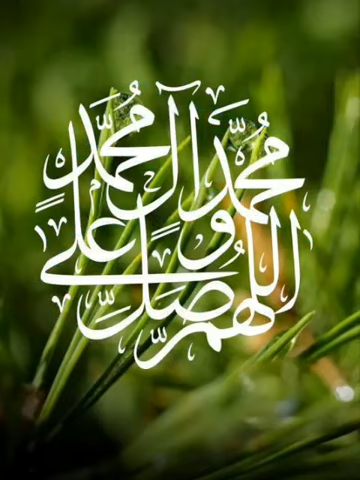 اللهم صل
على محمد
وآل محمد